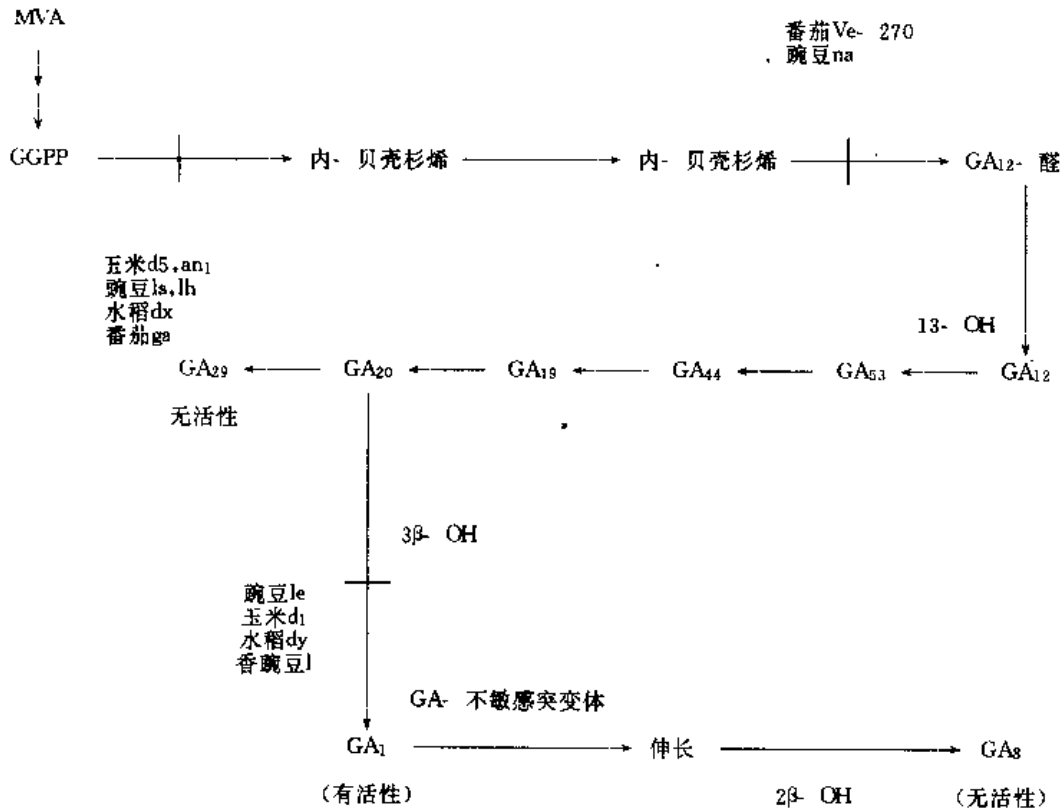 MVA
番茄Ve- 270
豌豆na
GGPP
内- 贝壳杉烯
内- 贝壳杉烯
GA₁₂- 醛
玉米d5,an₁
豌豆ls,lh
水稻dx
番茄ga
13- OH
GA₂₉
GA₂₀
GA₁₉
GA₄₄
GA₅₃
GA₁₂
无活性
3β- OH
豌豆le
玉米d₁
水稻dy
香豌豆l
GA- 不敏感突变体
GA₁
伸长
GA₈
(有活性)
2β- OH
(无活性)